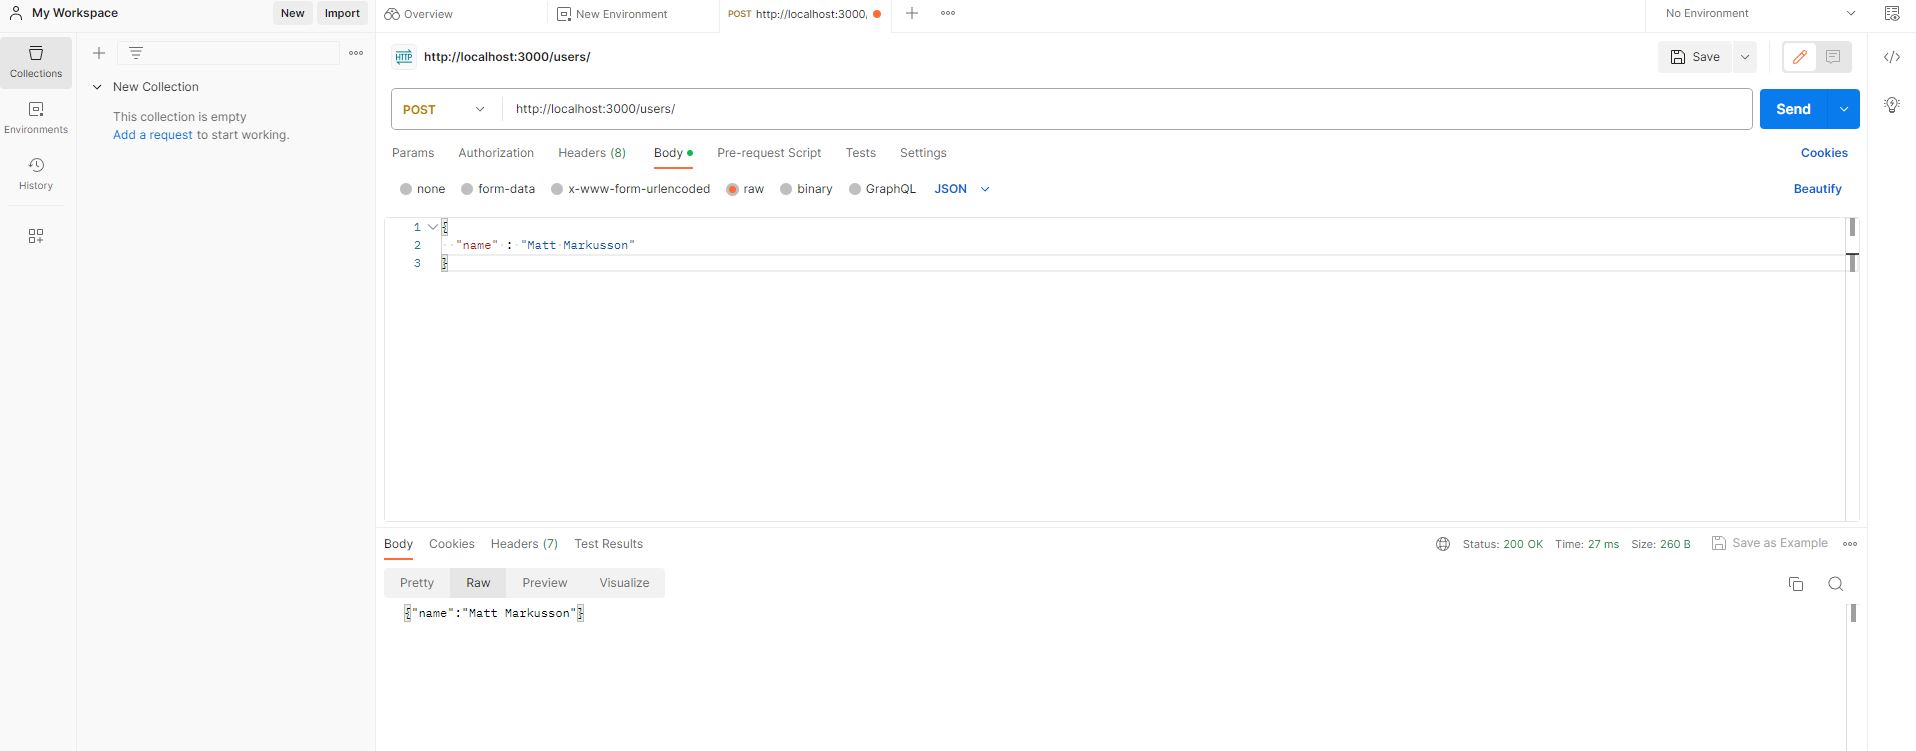 My Workspace New Import Overview New Environment POST http://localhost:3000, No Environment
Collections
Environments
History
New Collection
This collection is empty
Add a request to start working.
HTTP http://localhost:3000/users/ Save
POST http://localhost:3000/users/ Send
Params Authorization Headers (8) Body Pre-request Script Tests Settings Cookies
none form-data x-www-form-urlencoded raw binary GraphQL JSON Beautify
1 {
2 "name" : "Matt Markusson"
3 }
Body Cookies Headers (7) Test Results Status: 200 OK Time: 27 ms Size: 260 B Save as Example
Pretty Raw Preview Visualize
{"name":"Matt Markusson"}